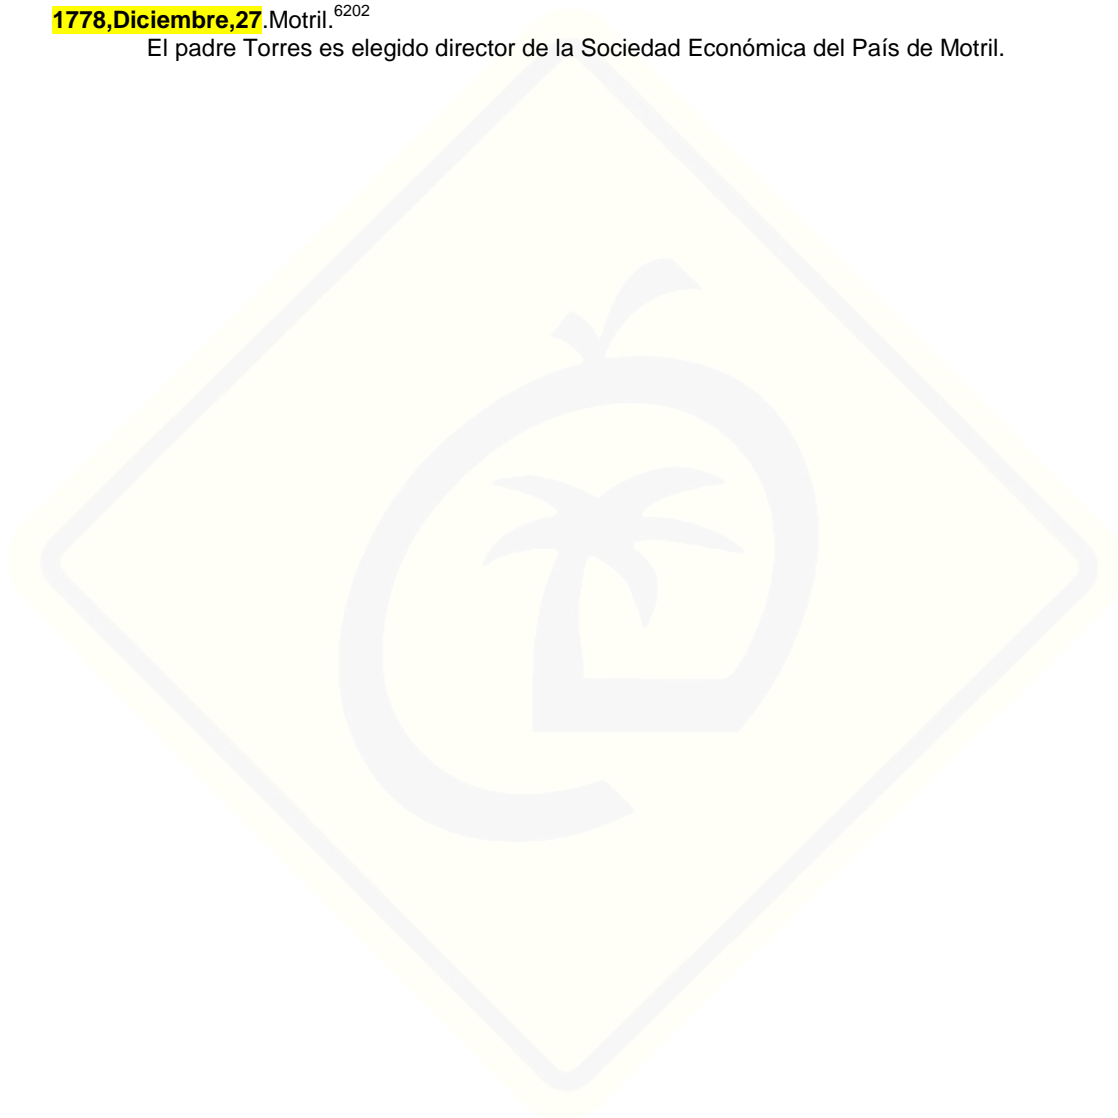 1778,Diciembre,27.Motril.6202
El padre Torres es elegido director de la Sociedad Económica del País de Motril.